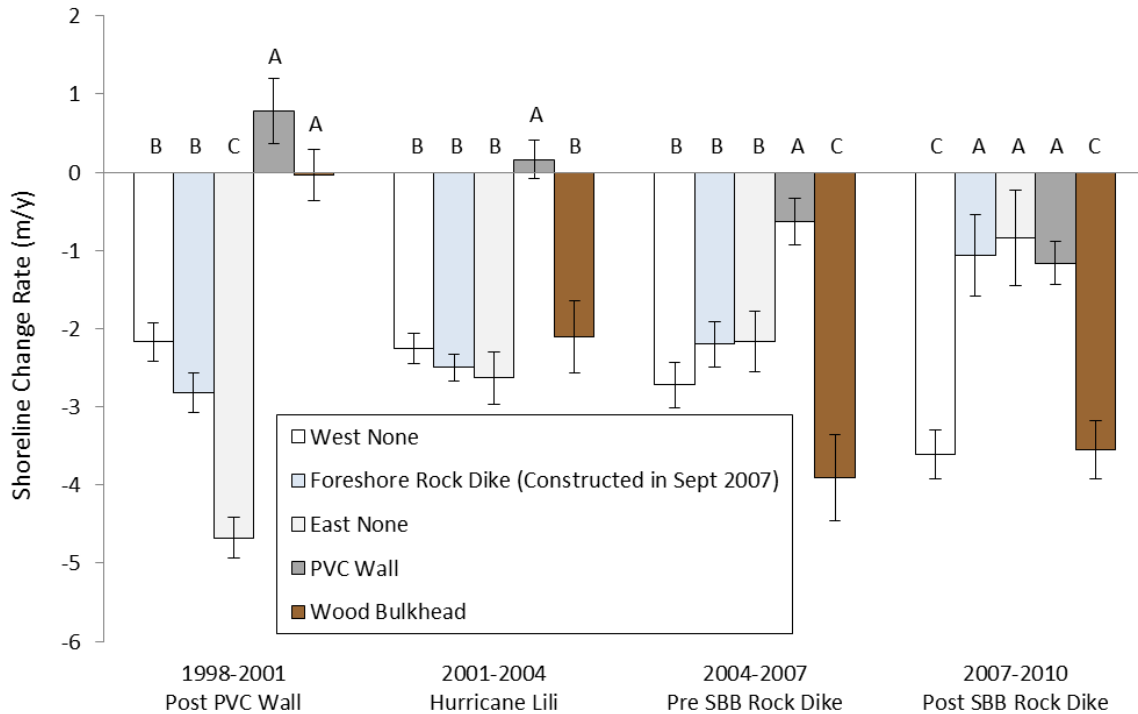 2
1
0
-1
-2
-3
-4
-5
-6
Shoreline Change Rate (m/y)
B B C A A
B B B A B
B B B A C
C A A A C
West None
Foreshore Rock Dike (Constructed in Sept 2007)
East None
PVC Wall
Wood Bulkhead
1998-2001
Post PVC Wall
2001-2004
Hurricane Lili
2004-2007
Pre SBB Rock Dike
2007-2010
Post SBB Rock Dike